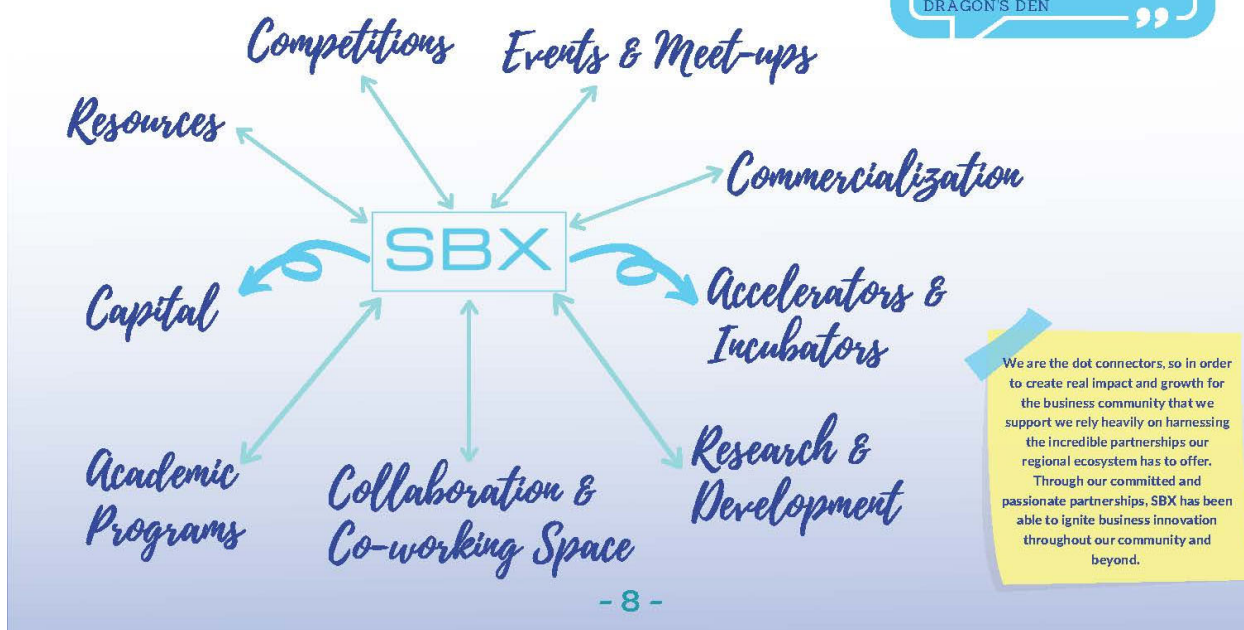 DRAGON'S DEN
Competitions
Events & Meet-ups
Resources
Commercialization
SBX
Capital
Accelerators &
Incubators
Academic
Programs
Collaboration &
Co-working Space
Research &
Development
We are the dot connectors, so in order
to create real impact and growth for
the business community that we
support we rely heavily on harnessing
the incredible partnerships our
regional ecosystem has to offer.
Through our committed and
passionate partnerships, SBX has been
able to ignite business innovation
throughout our community and
beyond.
- 8 -